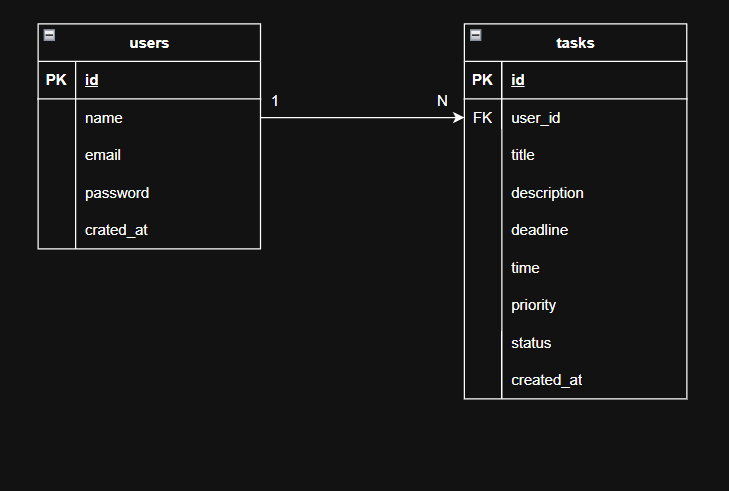 users
PK id
name
email
password
crated_at
1 N
tasks
PK id
FK user_id
title
description
deadline
time
priority
status
created_at